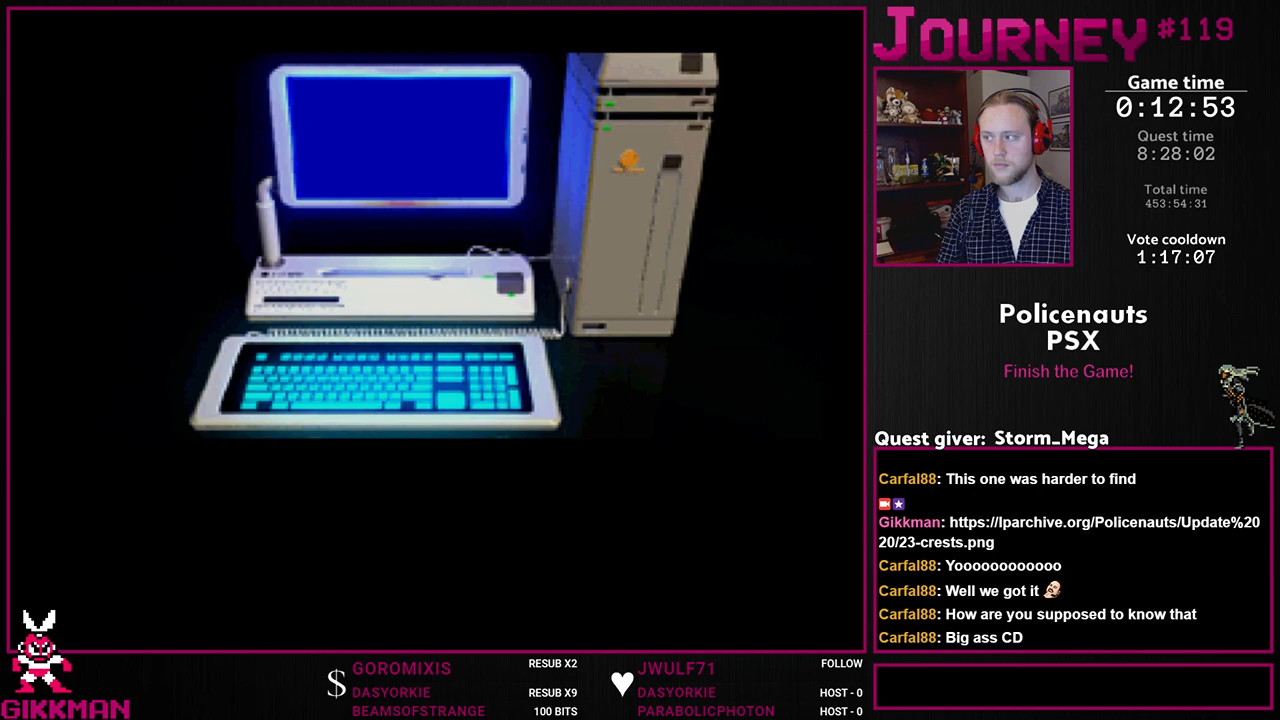 JOURNEY #119
Game time
0:12:53
Quest time
8:28:02
Total time
453:54:31
Vote cooldown
1:17:07
Policenauts
PSX
Finish the Game!
Quest giver: Storm_Mega
Carfal88: This one was harder to find
Gikkman: https://lparchive.org/Policenauts/Update%20
20/23-crests.png
Carfal88: Yoooooooooooo
Carfal88: Well we got it
Carfal88: How are you supposed to know that
Carfal88: Big ass CD
GIKKMAN
$ GOROMIXIS RESUB X2
DASYORKIE RESUB X9
BEAMSOFSTRANGE 100 BITS
JWULF71 FOLLOW
DASYORKIE HOST - 0
PARABOLICPHOTON HOST - 0